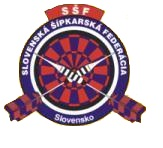 SŠF
SLOVENSKÁ ŠÍPKARSKÁ FEDERÁCIA
Slovensko